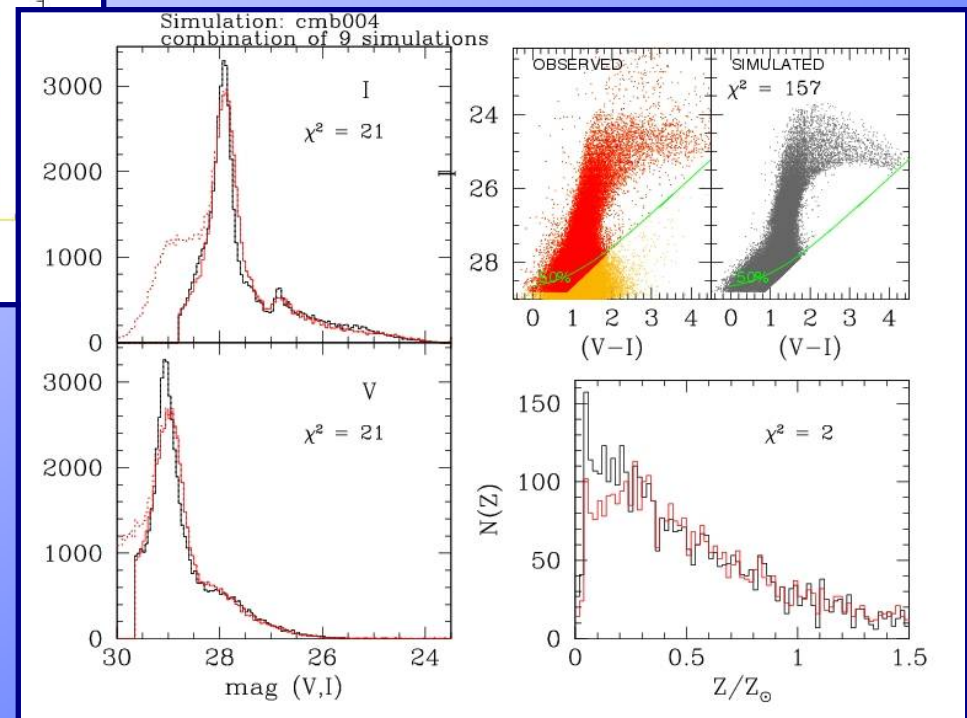 Simulation: cmb004
combination of 9 simulations
I
χ² = 21
3000
2000
1000
0
V
χ² = 21
3000
2000
1000
0
30 28 26 24
mag (V,I)
OBSERVED
SIMULATED
χ² = 157
I
24
26
28
50%
0 1 2 3 4
0 1 2 3 4
(V−I)
(V−I)
χ² = 2
N(Z)
150
100
50
0
0 0.5 1 1.5
Z/Z☉